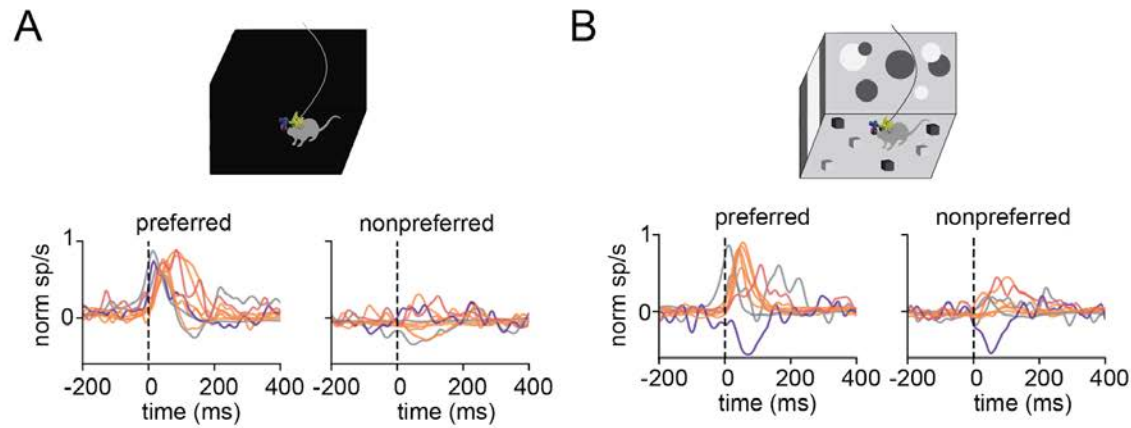 A
preferred
nonpreferred
norm sp/s
1
0
-200 0 200 400
-200 0 200 400
time (ms)
time (ms)
B
preferred
nonpreferred
norm sp/s
1
0
-200 0 200 400
-200 0 200 400
time (ms)
time (ms)